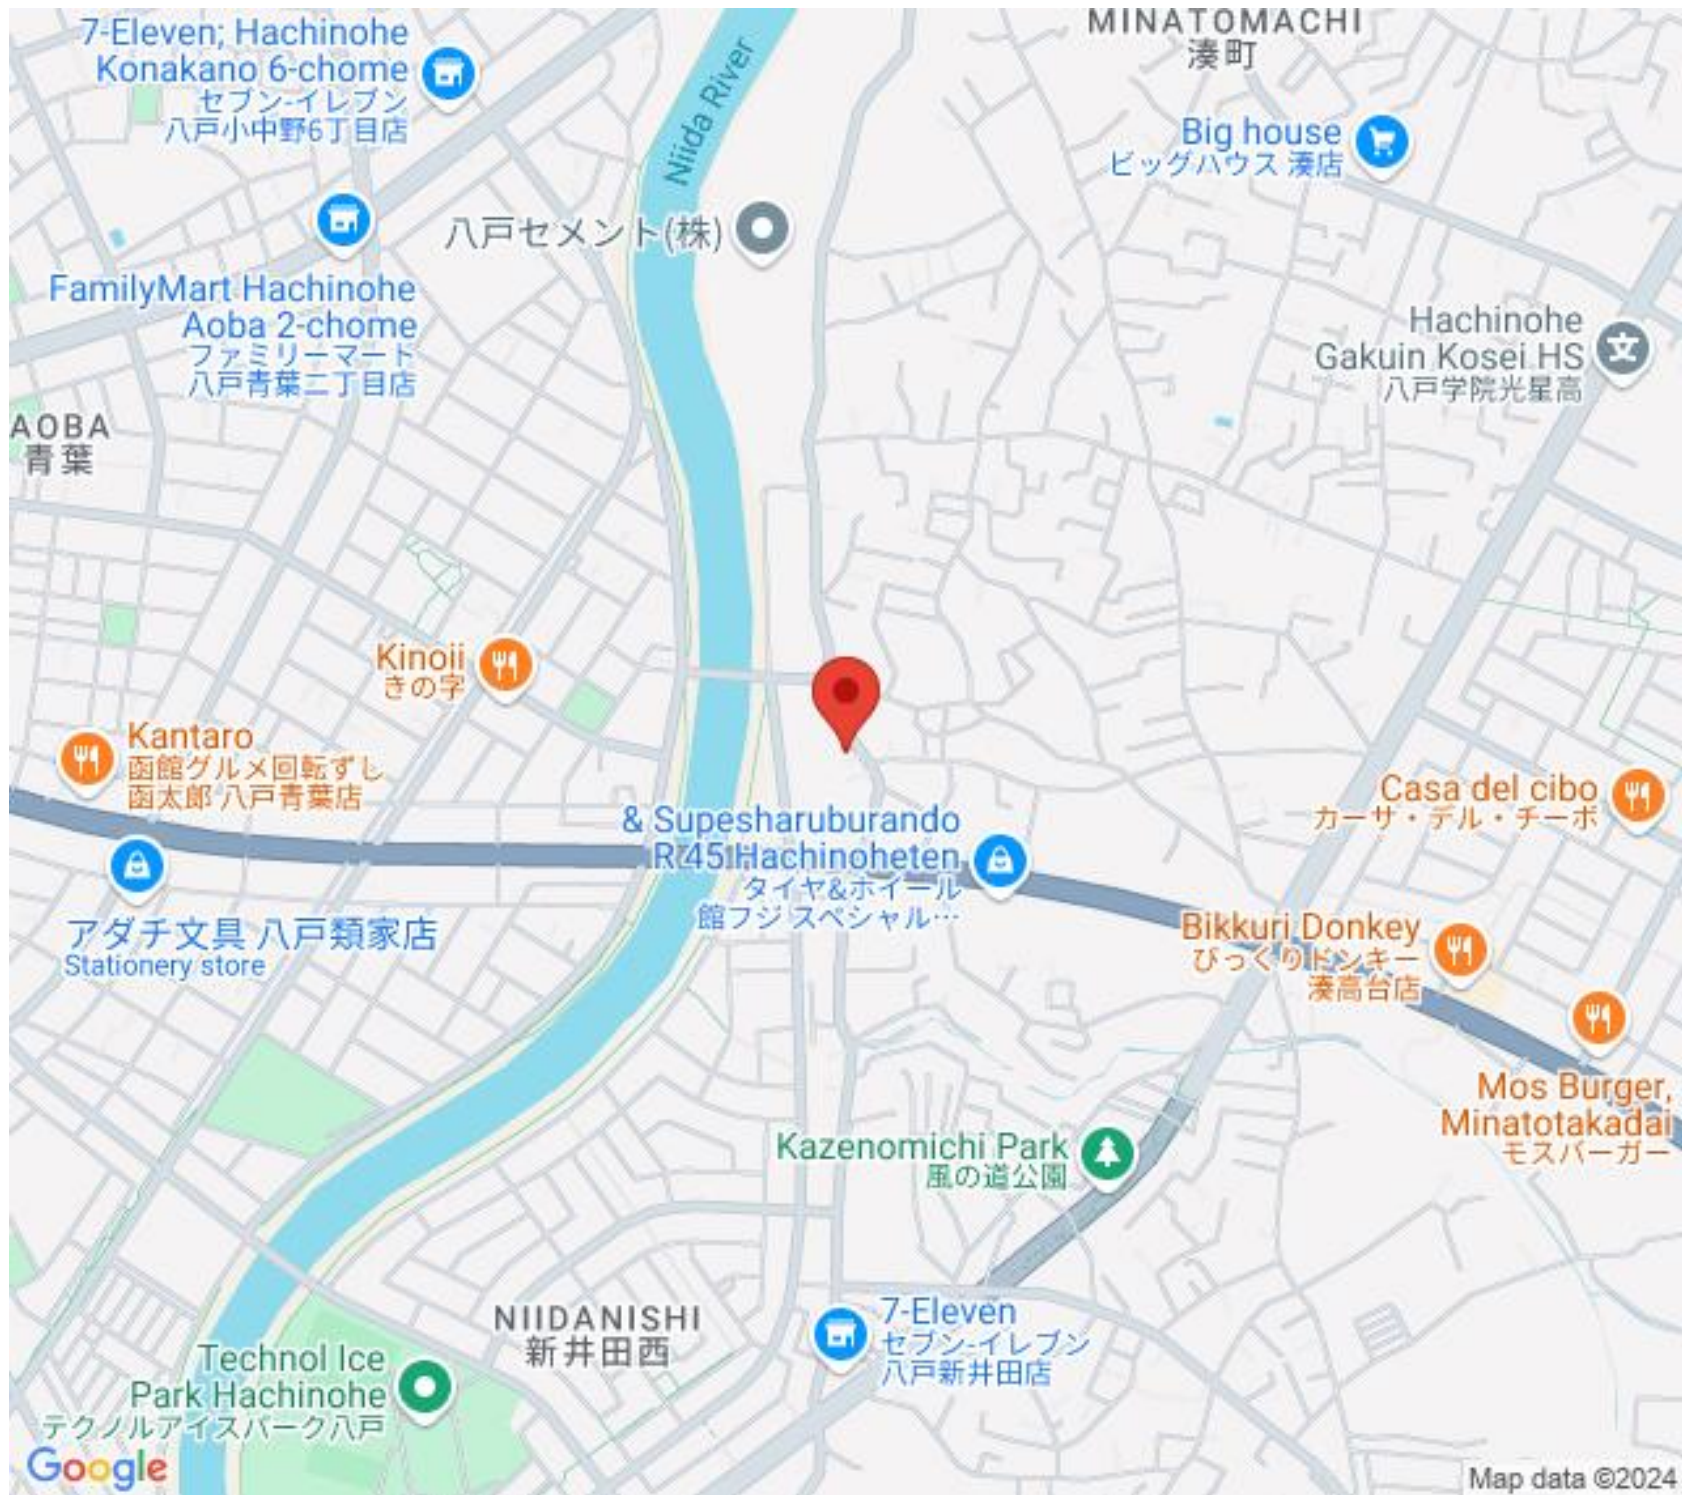 MINATOMACHI
湊町
7-Eleven; Hachinohe
Konakano 6-chome
セブン-イレブン
八戸小中野6丁目店
Niida River
Big house
ビッグハウス 湊店
八戸セメント(株)
FamilyMart Hachinohe
Aoba 2-chome
ファミリーマート
八戸青葉二丁目店
Hachinohe
Gakuin Kosei HS
八戸学院光星高
AOBA
青葉
Kinoji
きの字
Kantaro
函館グルメ回転ずし
函太郎 八戸青葉店
Casa del cibo
カーサ・デル・チーボ
& Supesharuburando
R 45 Hachinoheten
タイヤ&ホイール
館フジ スペシャル…
アダチ文具 八戸類家店
Stationery store
Bikkuri Donkey
びっくりドンキー
湊高台店
Mos Burger,
Minatotakadai
モスバーガー
Kazenomichi Park
風の道公園
NIIDANISHI
新井田西
7-Eleven
セブン-イレブン
八戸新井田店
Technol Ice
Park Hachinohe
テクノルアイスパーク八戸
Google
Map data ©2024